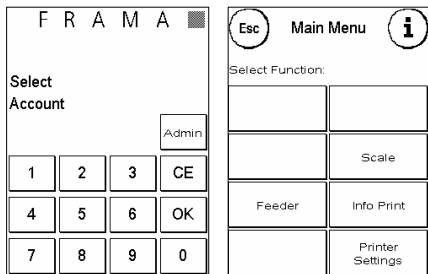 F R A M A
Select
Account
Admin
1 2 3 CE
4 5 6 OK
7 8 9 0
Esc Main Menu i
Select Function:
Scale
Feeder Info Print
Printer
Settings